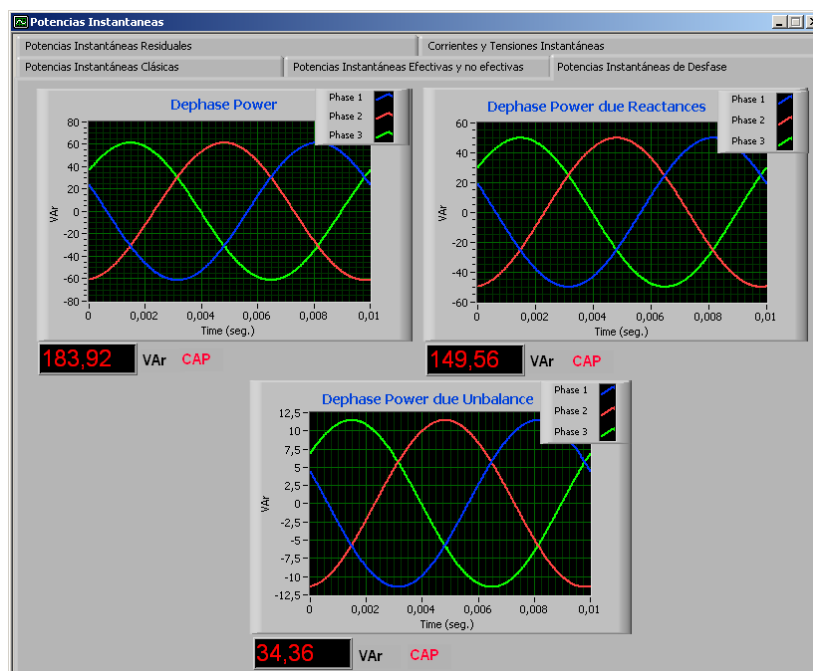 Potencias Instantaneas
Potencias Instantáneas Residuales
Corrientes y Tensiones Instantáneas
Potencias Instantáneas Clásicas
Potencias Instantáneas Efectivas y no efectivas
Potencias Instantáneas de Desfase
Dephase Power
Phase 1
Phase 2
Phase 3
80
60
40
20
0
-20
-40
-60
-80
VAr
0
0,002
0,004
0,006
0,008
0,01
Time (seg.)
183,92 VAr CAP
Dephase Power due Reactances
Phase 1
Phase 2
Phase 3
60
40
20
0
-20
-40
-60
VAr
0
0,002
0,004
0,006
0,008
0,01
Time (seg.)
149,56 VAr CAP
Dephase Power due Unbalance
Phase 1
Phase 2
Phase 3
12,5
10
7,5
5
2,5
0
-2,5
-5
-7,5
-10
-12,5
VAr
0
0,002
0,004
0,006
0,008
0,01
Time (seg.)
34,36 VAr CAP